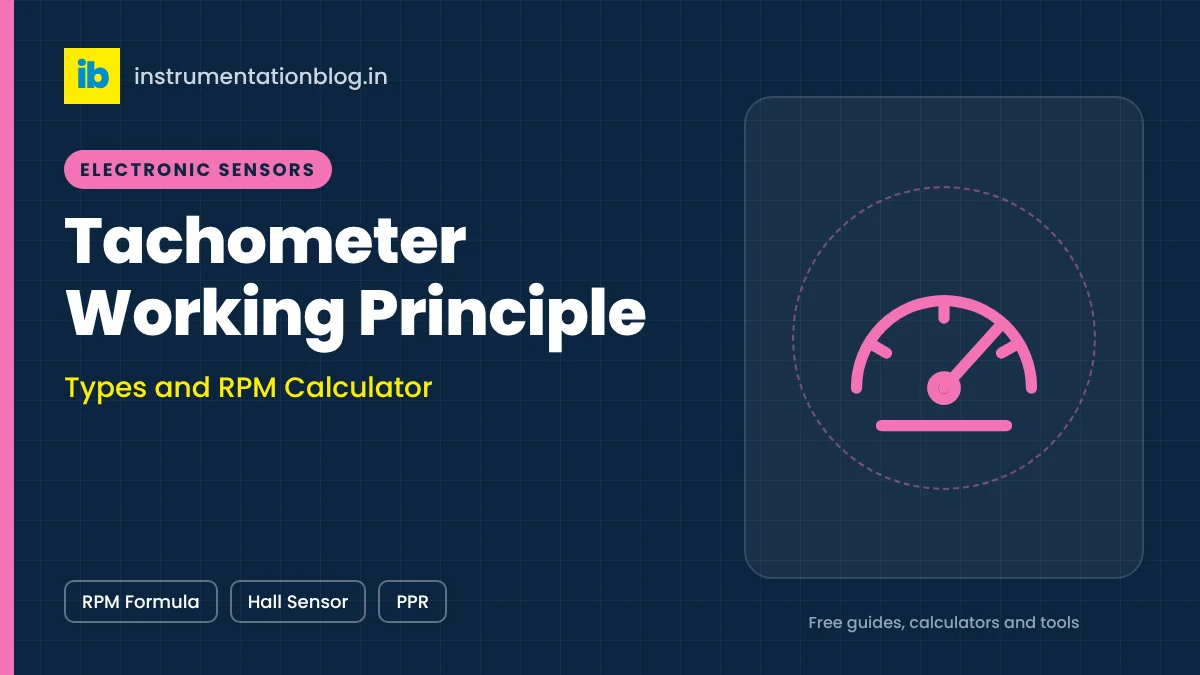 ib
instrumentationblog.in
ELECTRONIC SENSORS
Tachometer
Working Principle
Types and RPM Calculator
RPM Formula
Hall Sensor
PPR
Free guides, calculators and tools